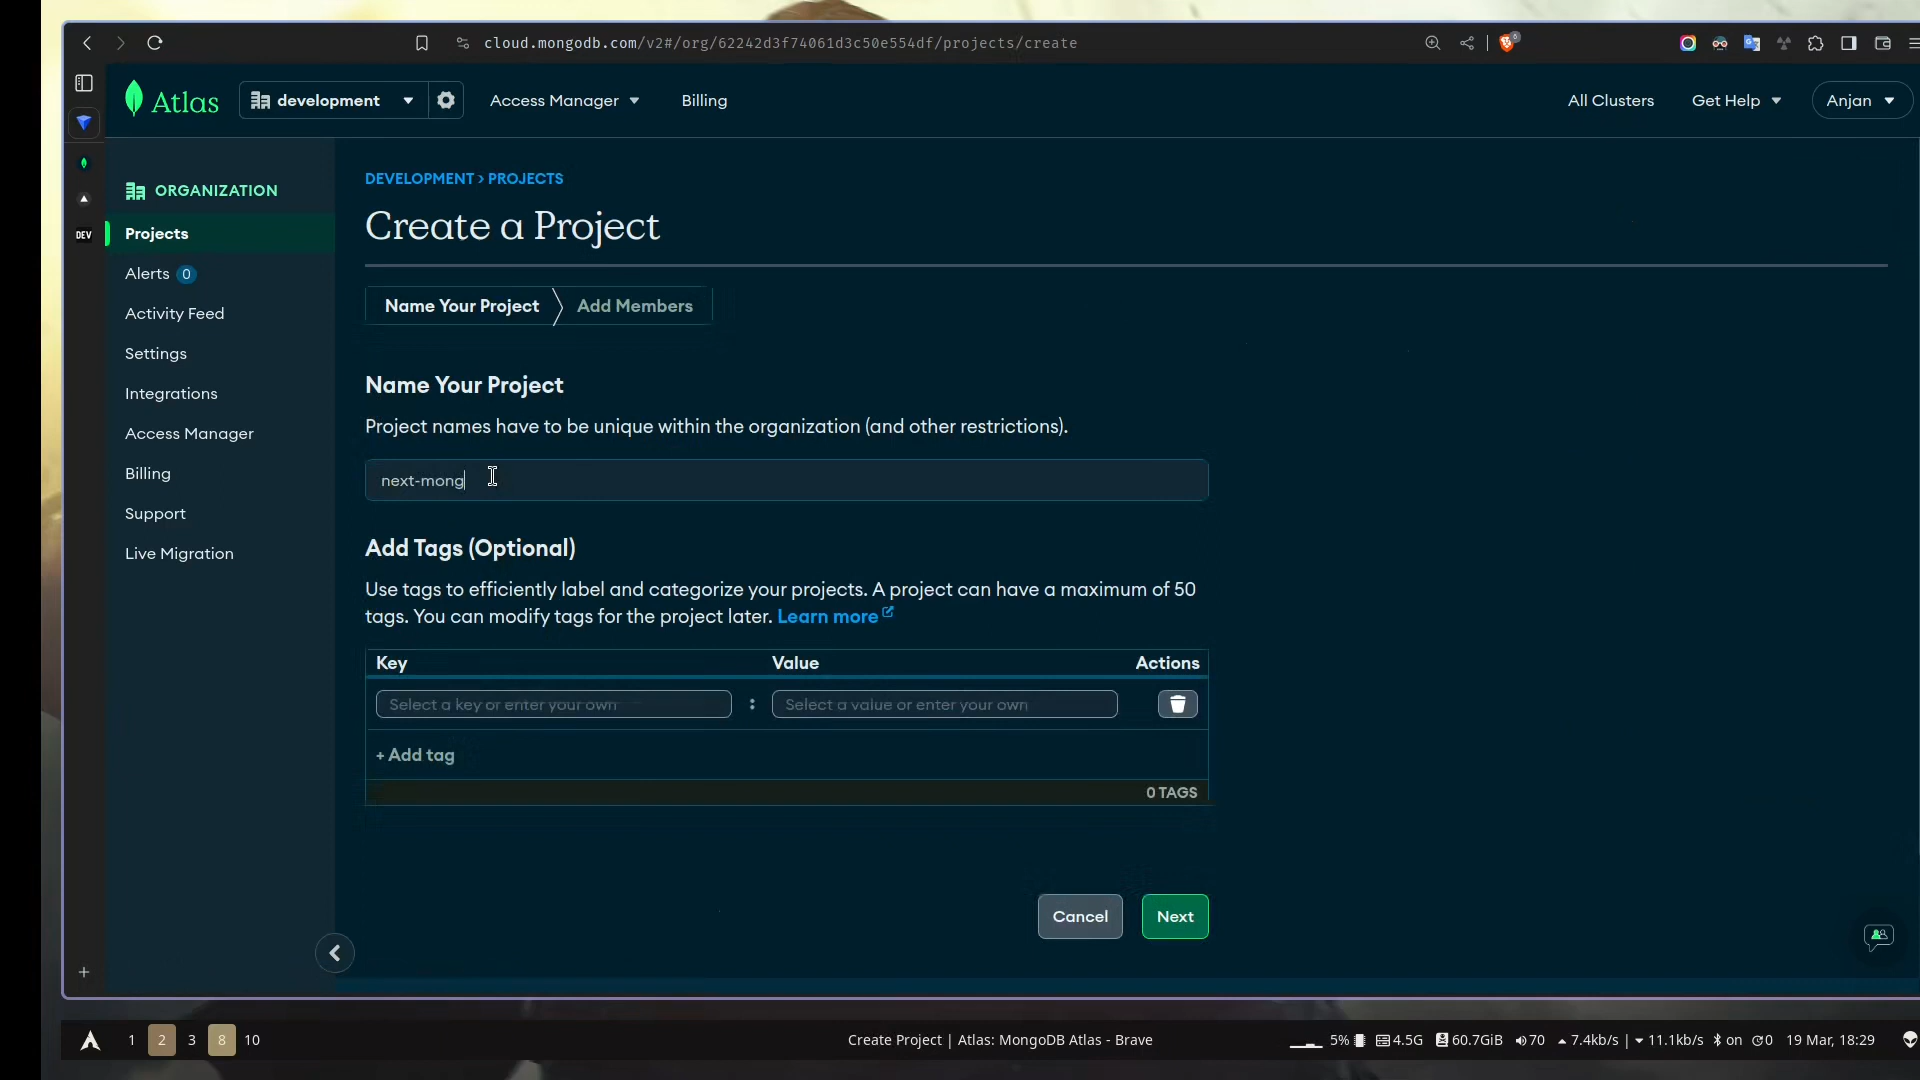 cloud.mongodb.com/v2#/org/62242d3f74061d3c50e554df/projects/create
6
Atlas
development
Access Manager
Billing
All Clusters
Get Help
Anjan
DEV
ORGANIZATION
Projects
Alerts 0
Activity Feed
Settings
Integrations
Access Manager
Billing
Support
Live Migration
DEVELOPMENT > PROJECTS
Create a Project
Name Your Project
Add Members
Name Your Project
Project names have to be unique within the organization (and other restrictions).
next-mong
Add Tags (Optional)
Use tags to efficiently label and categorize your projects. A project can have a maximum of 50
tags. You can modify tags for the project later. Learn more
Key Value Actions
Select a key or enter your own : Select a value or enter your own
+ Add tag
0 TAGS
Cancel Next
1 2 3 8 10 Create Project | Atlas: MongoDB Atlas - Brave 5% 4.5G 60.7GiB 70 7.4kb/s | 11.1kb/s on 0 19 Mar, 18:29